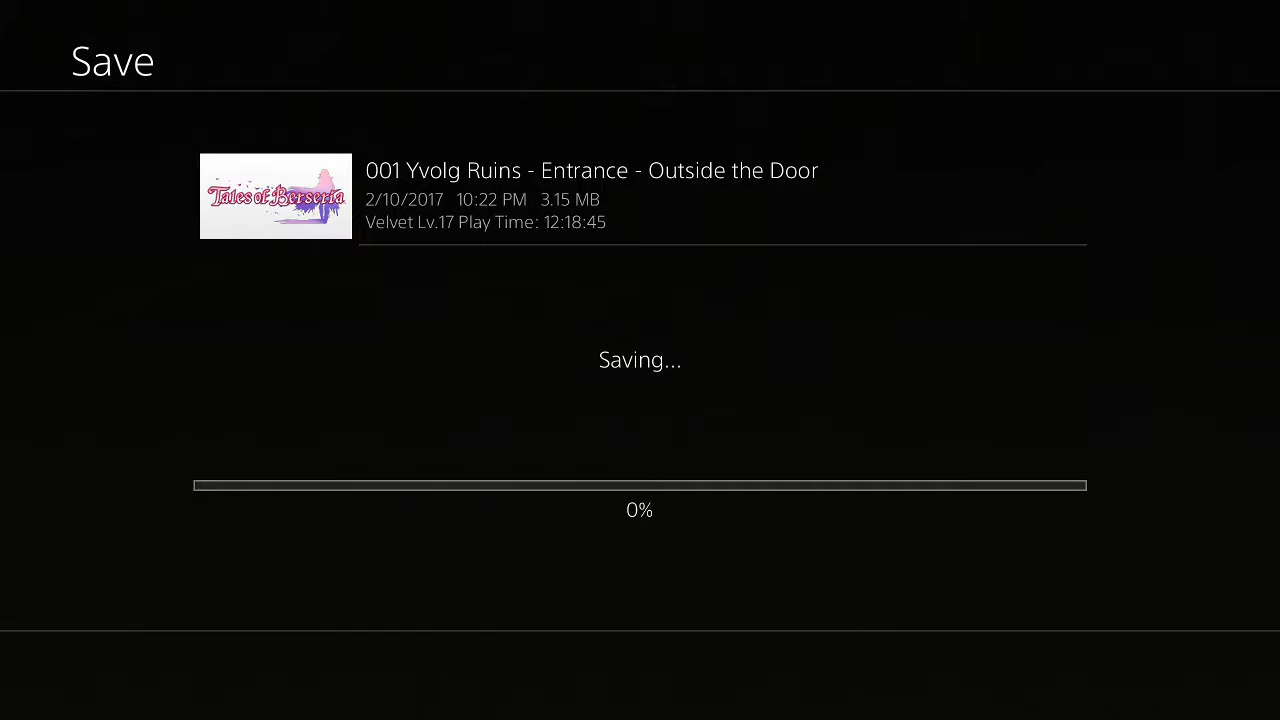 Save
Tales of Berseria
001 Yvolg Ruins - Entrance - Outside the Door
2/10/2017 10:22 PM 3.15 MB
Velvet Lv.17 Play Time: 12:18:45
Saving...
0%